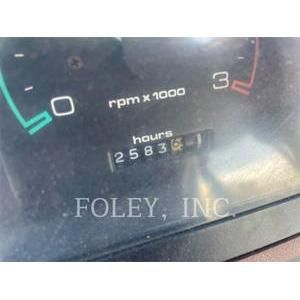 0 3
rpm x 1000
hours
2583
FOLEY, INC.